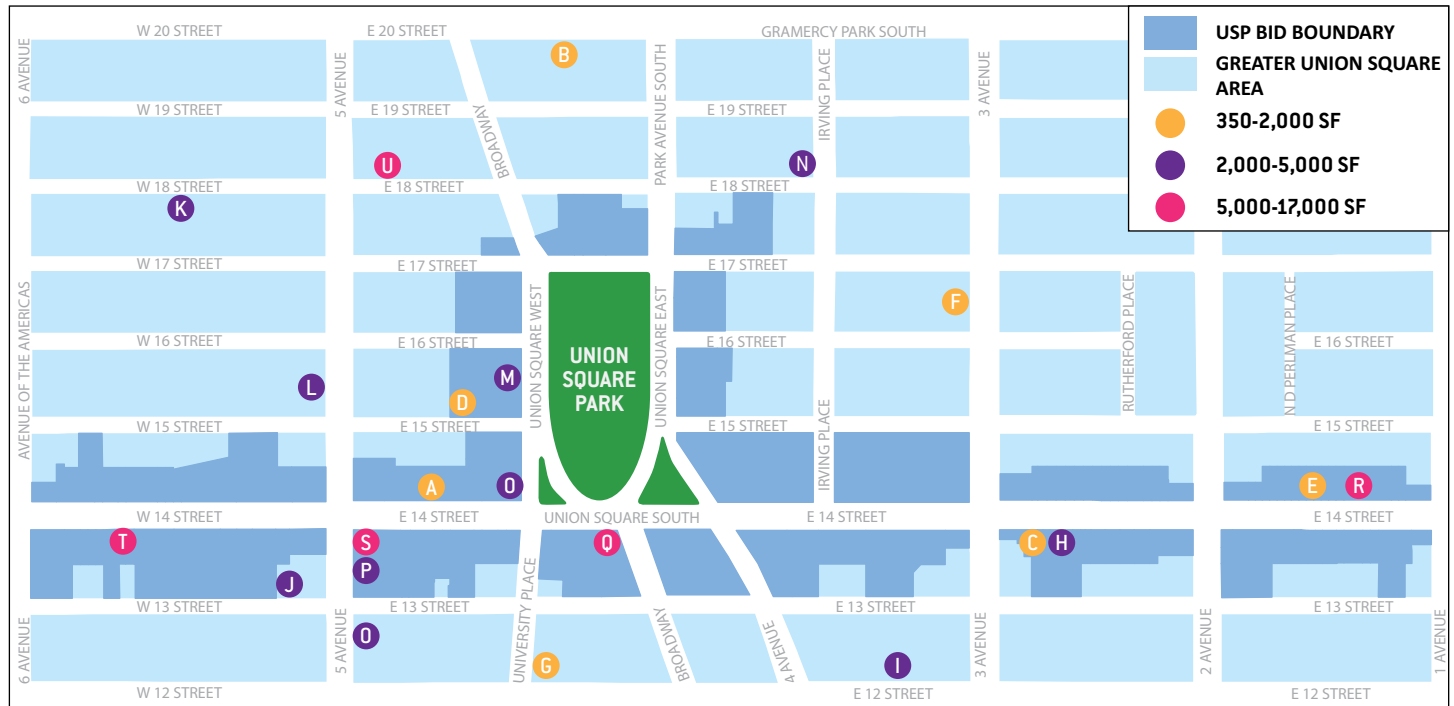 W 20 STREET
E 20 STREET
GRAMERCY PARK SOUTH
6 AVENUE
5 AVENUE
BROADWAY
B
PARK AVENUE SOUTH
IRVING PLACE
3 AVENUE
USP BID BOUNDARY
GREATER UNION SQUARE
AREA
350-2,000 SF
2,000-5,000 SF
5,000-17,000 SF
W 19 STREET
E 19 STREET
E 19 STREET
U
N
W 18 STREET
E 18 STREET
E 18 STREET
K
W 17 STREET
E 17 STREET
E 17 STREET
AVENUE OF THE AMERICAS
UNION SQUARE WEST
UNION SQUARE EAST
F
RUTHERFORD PLACE
N D PERLMAN PLACE
W 16 STREET
E 16 STREET
E 16 STREET
E 16 STREET
UNION
SQUARE
PARK
L
M
D
W 15 STREET
E 15 STREET
E 15 STREET
E 15 STREET
IRVING PLACE
A
O
E
R
W 14 STREET
E 14 STREET
UNION SQUARE SOUTH
E 14 STREET
E 14 STREET
T
S
Q
C
H
P
J
W 13 STREET
E 13 STREET
E 13 STREET
E 13 STREET
6 AVENUE
5 AVENUE
O
UNIVERSITY PLACE
G
BROADWAY
4 AVENUE
I
3 AVENUE
2 AVENUE
1 AVENUE
W 12 STREET
E 12 STREET
E 12 STREET